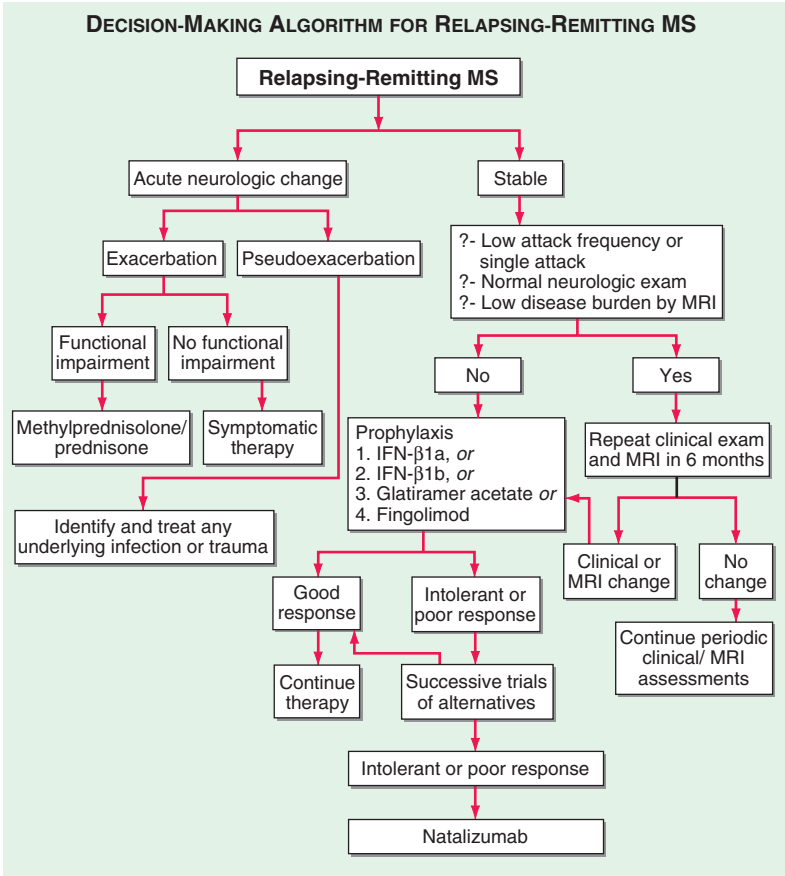 DECISION-MAKING ALGORITHM FOR RELAPSING-REMITTING MS
Relapsing-Remitting MS
Acute neurologic change
Stable
Exacerbation
Pseudoexacerbation
?- Low attack frequency or
single attack
?- Normal neurologic exam
?- Low disease burden by MRI
Functional
impairment
No functional
impairment
No
Yes
Methylprednisolone/
prednisone
Symptomatic
therapy
Prophylaxis
1. IFN-β1a, or
2. IFN-β1b, or
3. Glatiramer acetate or
4. Fingolimod
Repeat clinical exam
and MRI in 6 months
Identify and treat any
underlying infection or trauma
Clinical or
MRI change
No
change
Good
response
Intolerant or
poor response
Continue periodic
clinical/ MRI
assessments
Continue
therapy
Successive trials
of alternatives
Intolerant or poor response
Natalizumab